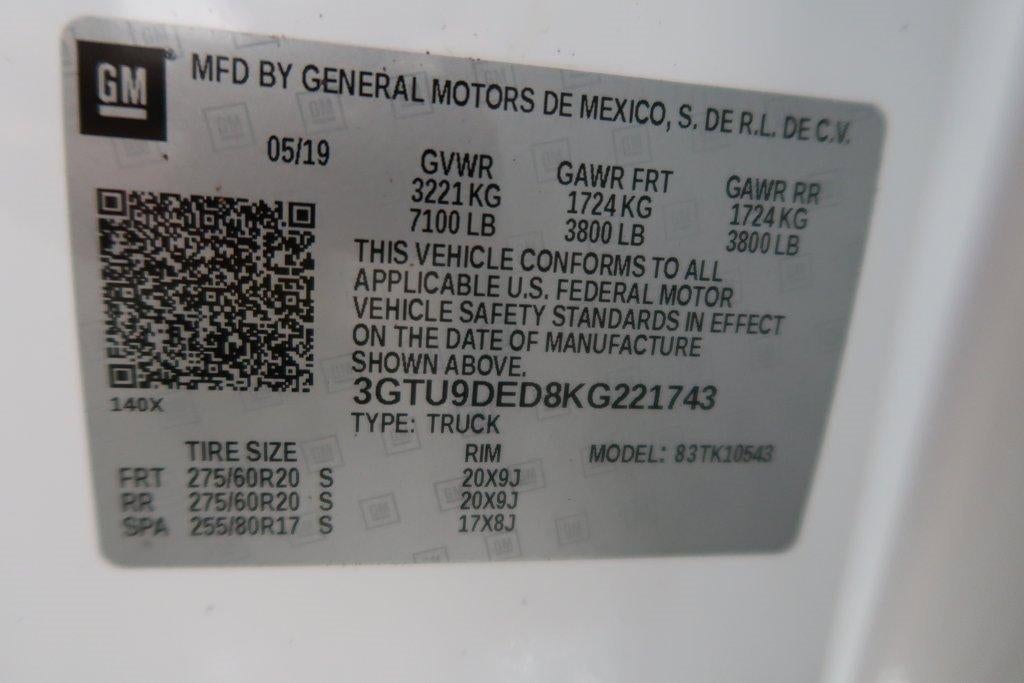 GM MFD BY GENERAL MOTORS DE MEXICO, S. DE R.L. DE C.V.
05/19 GVWR GAWR FRT GAWR RR
3221 KG 1724 KG 1724 KG
7100 LB 3800 LB 3800 LB
THIS VEHICLE CONFORMS TO ALL
APPLICABLE U.S. FEDERAL MOTOR
VEHICLE SAFETY STANDARDS IN EFFECT
ON THE DATE OF MANUFACTURE
SHOWN ABOVE.
3GTU9DED8KG221743
140X
TYPE: TRUCK
TIRE SIZE RIM MODEL: 83TK10543
FRT 275/60R20 S 20X9J
RR 275/60R20 S 20X9J
SPA 255/80R17 S 17X8J